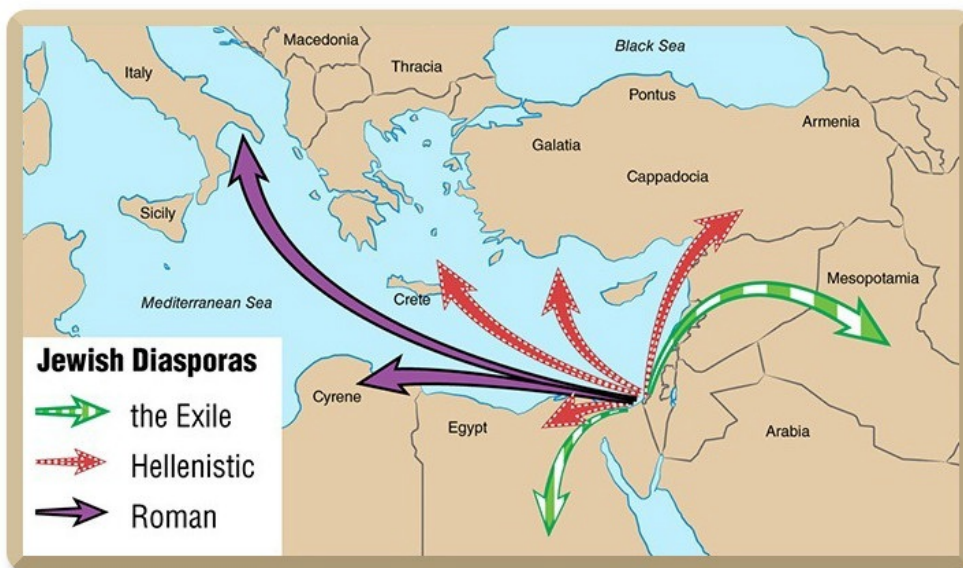 Macedonia
Black Sea
Italy
Thracia
Pontus
Armenia
Galatia
Cappadocia
Sicily
Mesopotamia
Mediterranean Sea
Crete
Jewish Diasporas
the Exile
Hellenistic
Roman
Cyrene
Egypt
Arabia